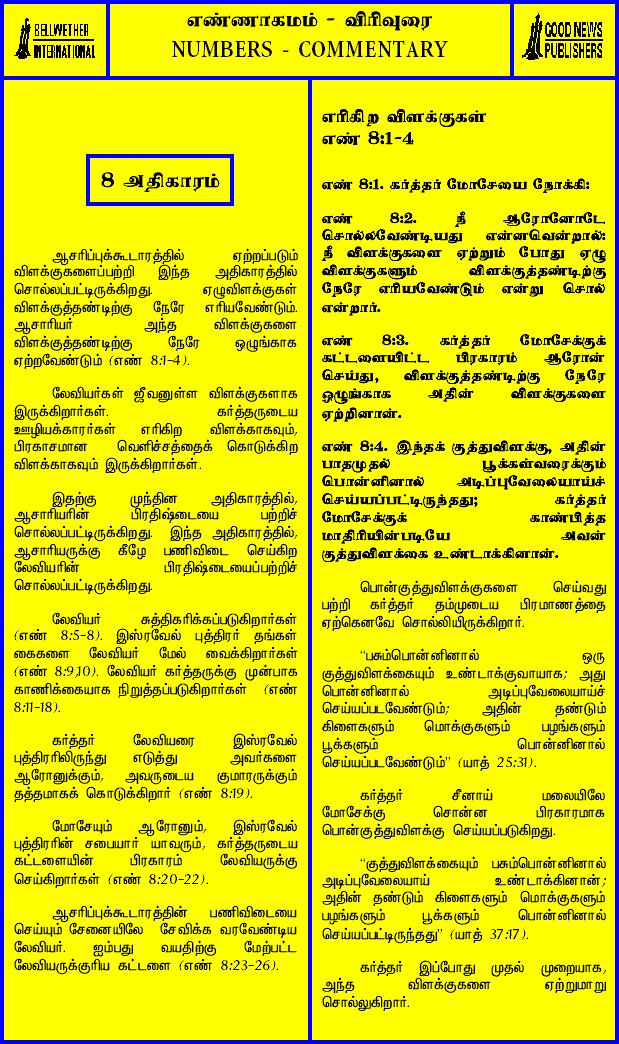 BELLWETHER
INTERNATIONAL
எண்ணாகமம் - விரிவுரை
NUMBERS - COMMENTARY
GOOD NEWS
PUBLISHERS
8 அதிகாரம்
ஆசரிப்புக்கூடாரத்தில் ஏற்றப்படும்
விளக்குகளைப்பற்றி இந்த அதிகாரத்தில்
சொல்லப்பட்டிருக்கிறது. ஏழுவிளக்குகள்
விளக்குத்தண்டிற்கு நேரே எரியவேண்டும்.
ஆசாரியர் அந்த விளக்குகளை
விளக்குத்தண்டிற்கு நேரே ஒழுங்காக
ஏற்றவேண்டும் (எண் 8:1-4).
லேவியர்கள் ஜீவனுள்ள விளக்குகளாக
இருக்கிறார்கள். கர்த்தருடைய
ஊழியக்காரர்கள் எரிகிற விளக்காகவும்,
பிரகாசமான வெளிச்சத்தைக் கொடுக்கிற
விளக்காகவும் இருக்கிறார்கள்.
இதற்கு முந்தின அதிகாரத்தில்,
ஆசாரியரின் பிரதிஷ்டையை பற்றிச்
சொல்லப்பட்டிருக்கிறது. இந்த அதிகாரத்தில்,
ஆசாரியருக்கு கீழே பணிவிடை செய்கிற
லேவியரின் பிரதிஷ்டையைப்பற்றிச்
சொல்லப்பட்டிருக்கிறது.
லேவியர் சுத்திகரிக்கப்படுகிறார்கள்
(எண் 8:5-8). இஸ்ரவேல் புத்திரர் தங்கள்
கைகளை லேவியர் மேல் வைக்கிறார்கள்
(எண் 8:9,10). லேவியர் கர்த்தருக்கு முன்பாக
காணிக்கையாக நிறுத்தப்படுகிறார்கள் (எண்
8:11-18).
கர்த்தர் லேவியரை இஸ்ரவேல்
புத்திரரிலிருந்து எடுத்து அவர்களை
ஆரோனுக்கும், அவருடைய குமாரருக்கும்
தத்தமாகக் கொடுக்கிறார் (எண் 8:19).
மோசேயும் ஆரோனும், இஸ்ரவேல்
புத்திரரின் சபையார் யாவரும், கர்த்தருடைய
கட்டளையின் பிரகாரம் லேவியருக்கு
செய்கிறார்கள் (எண் 8:20-22).
ஆசரிப்புக்கூடாரத்தின் பணிவிடையை
செய்யும் சேனையிலே சேவிக்க வரவேண்டிய
லேவியர். ஐம்பது வயதிற்கு மேற்பட்ட
லேவியருக்குரிய கட்டளை (எண் 8:23-26).
எரிகிற விளக்குகள்
எண் 8:1-4
எண் 8:1. கர்த்தர் மோசேயை நோக்கி:
எண் 8:2. நீ ஆரோனோடே
சொல்லவேண்டியது என்னவென்றால்:
நீ விளக்குகளை ஏற்றும் போது ஏழு
விளக்குகளும் விளக்குத்தண்டிற்கு
நேரே எரியவேண்டும் என்று சொல்
என்றார்.
எண் 8:3. கர்த்தர் மோசேக்குக்
கட்டளையிட்ட பிரகாரம் ஆரோன்
செய்து, விளக்குத்தண்டிற்கு நேரே
ஒழுங்காக அதின் விளக்குகளை
ஏற்றினான்.
எண் 8:4. இந்தக் குத்துவிளக்கு, அதின்
பாதமுதல் பூக்கள்வரைக்கும்
பொன்னினால் அடிப்புவேலையாய்ச்
செய்யப்பட்டிருந்தது; கர்த்தர்
மோசேக்குக் காண்பித்த
மாதிரியின்படியே அவன்
குத்துவிளக்கை உண்டாக்கினான்.
பொன்குத்துவிளக்குகளை செய்வது
பற்றி கர்த்தர் தம்முடைய பிரமாணத்தை
ஏற்கெனவே சொல்லியிருக்கிறார்.
"பசும்பொன்னினால் ஒரு
குத்துவிளக்கையும் உண்டாக்குவாயாக; அது
பொன்னினால் அடிப்புவேலையாய்ச்
செய்யப்படவேண்டும்; அதின் தண்டும்
கிளைகளும் மொக்குகளும் பழங்களும்
பூக்களும் பொன்னினால்
செய்யப்படவேண்டும்" (யாத் 25:31).
கர்த்தர் சீனாய் மலையிலே
மோசேக்கு சொன்ன பிரகாரமாக
பொன்குத்துவிளக்கு செய்யப்படுகிறது.
"குத்துவிளக்கையும் பசும்பொன்னினால்
அடிப்புவேலையாய் உண்டாக்கினான்;
அதின் தண்டும் கிளைகளும் மொக்குகளும்
பழங்களும் பூக்களும் பொன்னினால்
செய்யப்பட்டிருந்தது" (யாத் 37:17).
கர்த்தர் இப்போது முதல் முறையாக,
அந்த விளக்குகளை ஏற்றுமாறு
சொல்லுகிறார்.